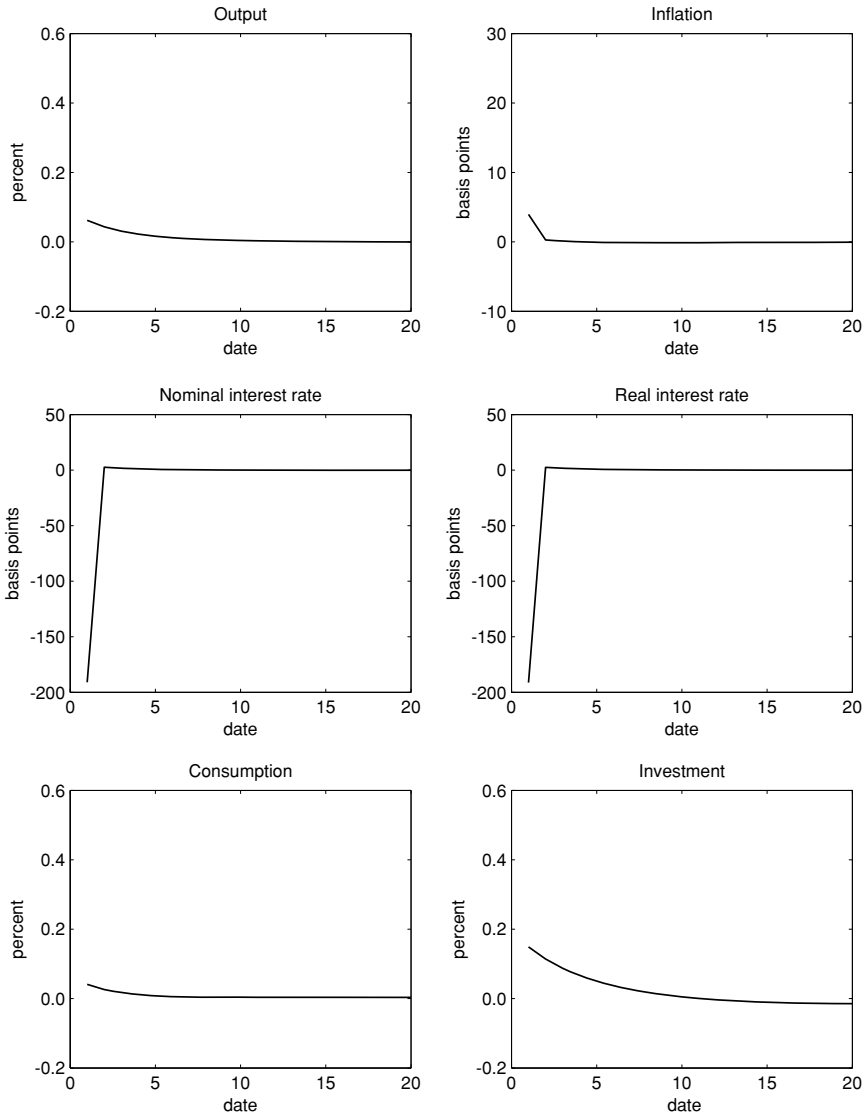 Output
0.6
0.4
0.2
0.0
-0.2
percent
0 5 10 15 20
date
Inflation
30
20
10
0
-10
basis points
0 5 10 15 20
date
Nominal interest rate
50
0
-50
-100
-150
-200
basis points
0 5 10 15 20
date
Real interest rate
50
0
-50
-100
-150
-200
basis points
0 5 10 15 20
date
Consumption
0.6
0.4
0.2
0.0
-0.2
percent
0 5 10 15 20
date
Investment
0.6
0.4
0.2
0.0
-0.2
percent
0 5 10 15 20
date